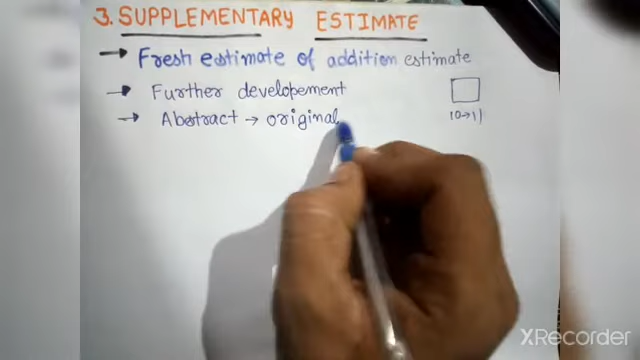 3. SUPPLEMENTARY ESTIMATE
→ Fresh estimate of addition estimate
→ Further developement
10→11
→ Abstract → original
XRecorder